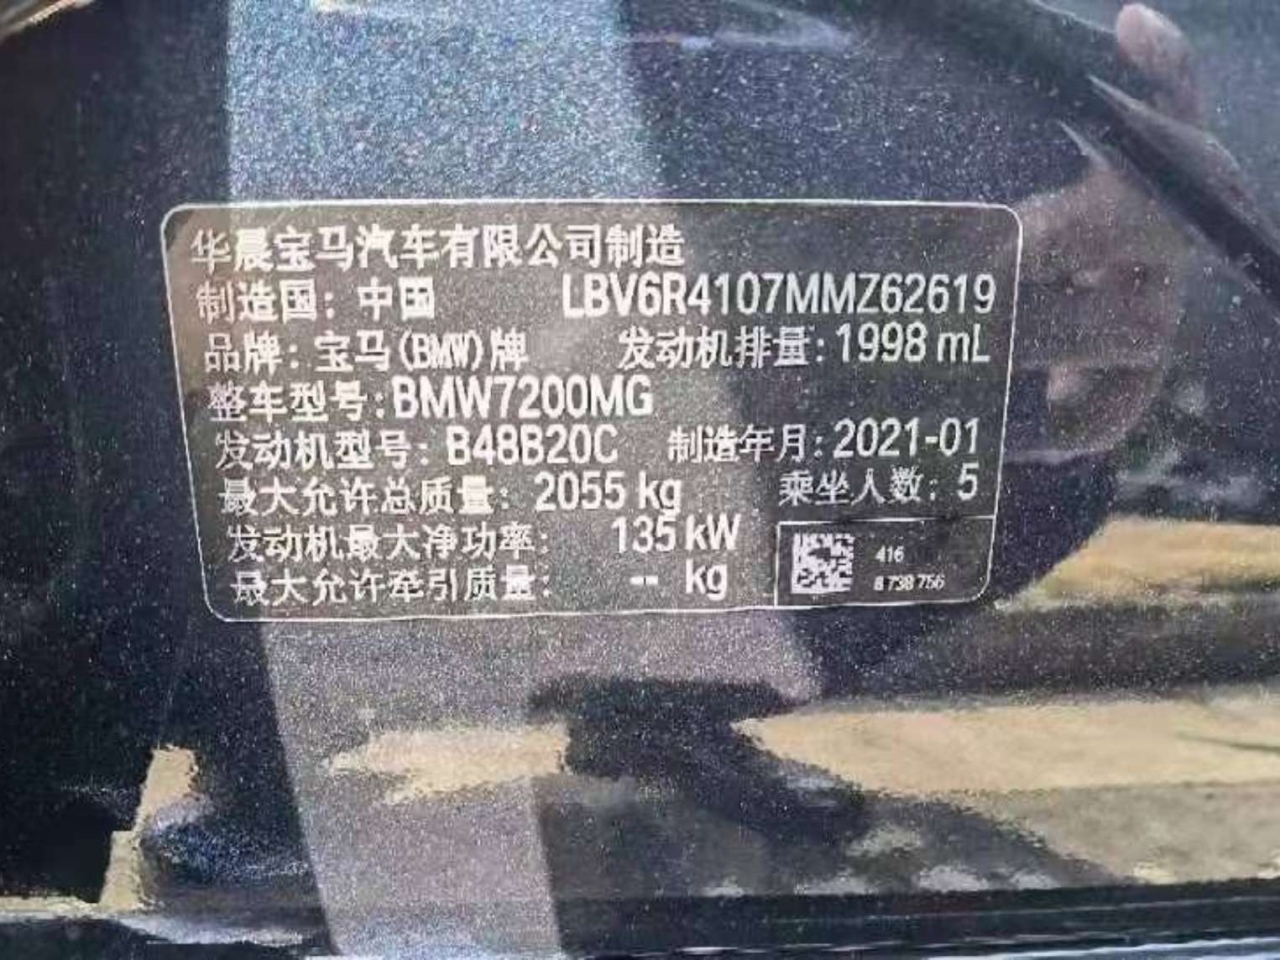 华晨宝马汽车有限公司制造
制造国：中国 LBV6R4107MMZ62619
品牌：宝马(BMW)牌 发动机排量：1998 mL
整车型号：BMW7200MG
发动机型号：B48B20C 制造年月：2021-01
最大允许总质量：2055 kg 乘坐人数：5
发动机最大净功率：135 kW
最大允许牵引质量：-- kg
416
8 738 756